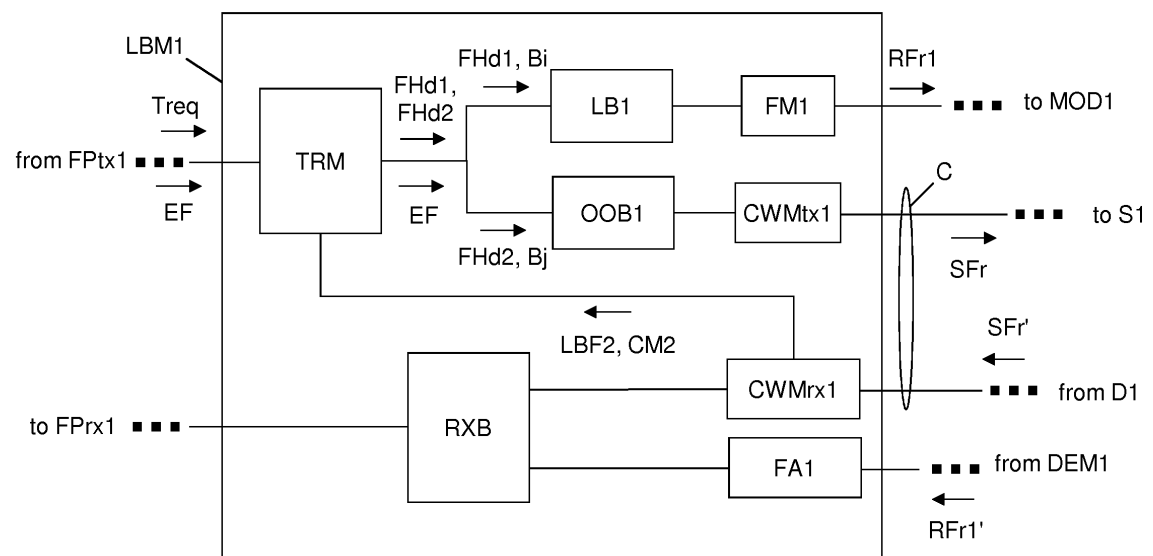 LBM1
Treq
from FPtx1
EF
TRM
FHd1,
FHd2
EF
FHd1, Bi
LB1
FM1
RFr1
to MOD1
OOB1
FHd2, Bj
CWMtx1
C
to S1
SFr
LBF2, CM2
SFr'
CWMrx1
from D1
to FPrx1
RXB
FA1
from DEM1
RFr1'